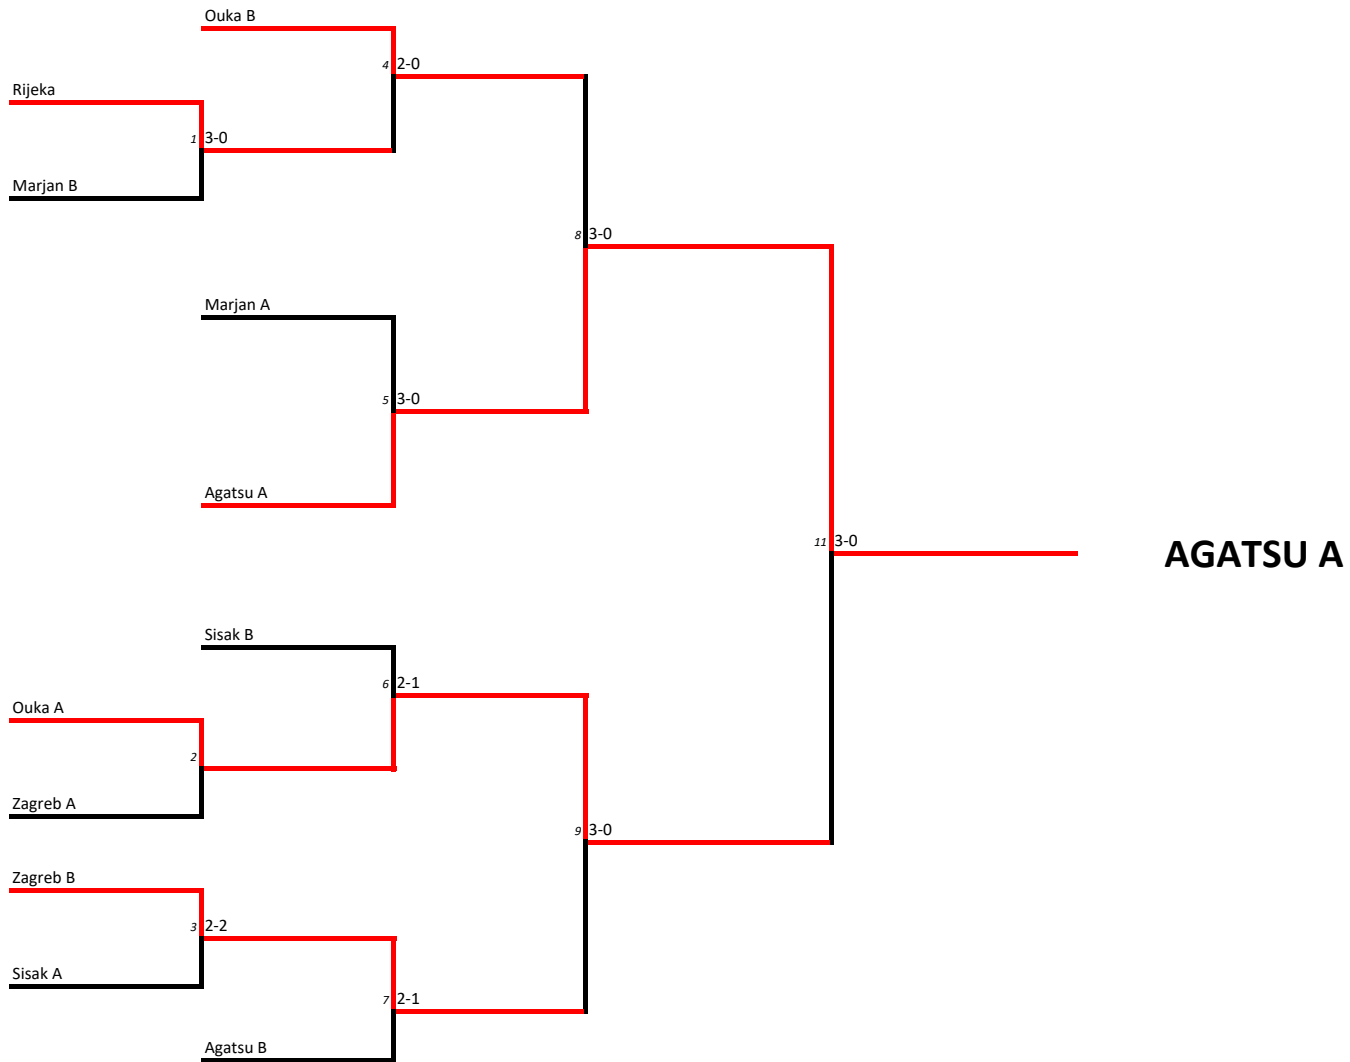 Ouka B
4 2-0
Rijeka
1 3-0
Marjan B
8 3-0
Marjan A
5 3-0
Agatsu A
11 3-0
AGATSU A
Sisak B
6 2-1
Ouka A
2
Zagreb A
9 3-0
Zagreb B
3 2-2
Sisak A
7 2-1
Agatsu B